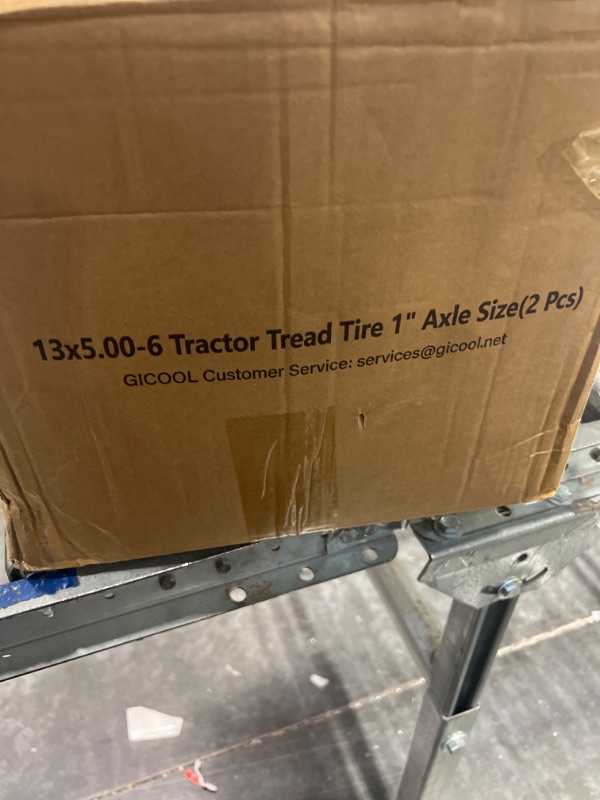 13x5.00-6 Tractor Tread Tire 1" Axle Size(2 Pcs)
GICOOL Customer Service: services@gicool.net